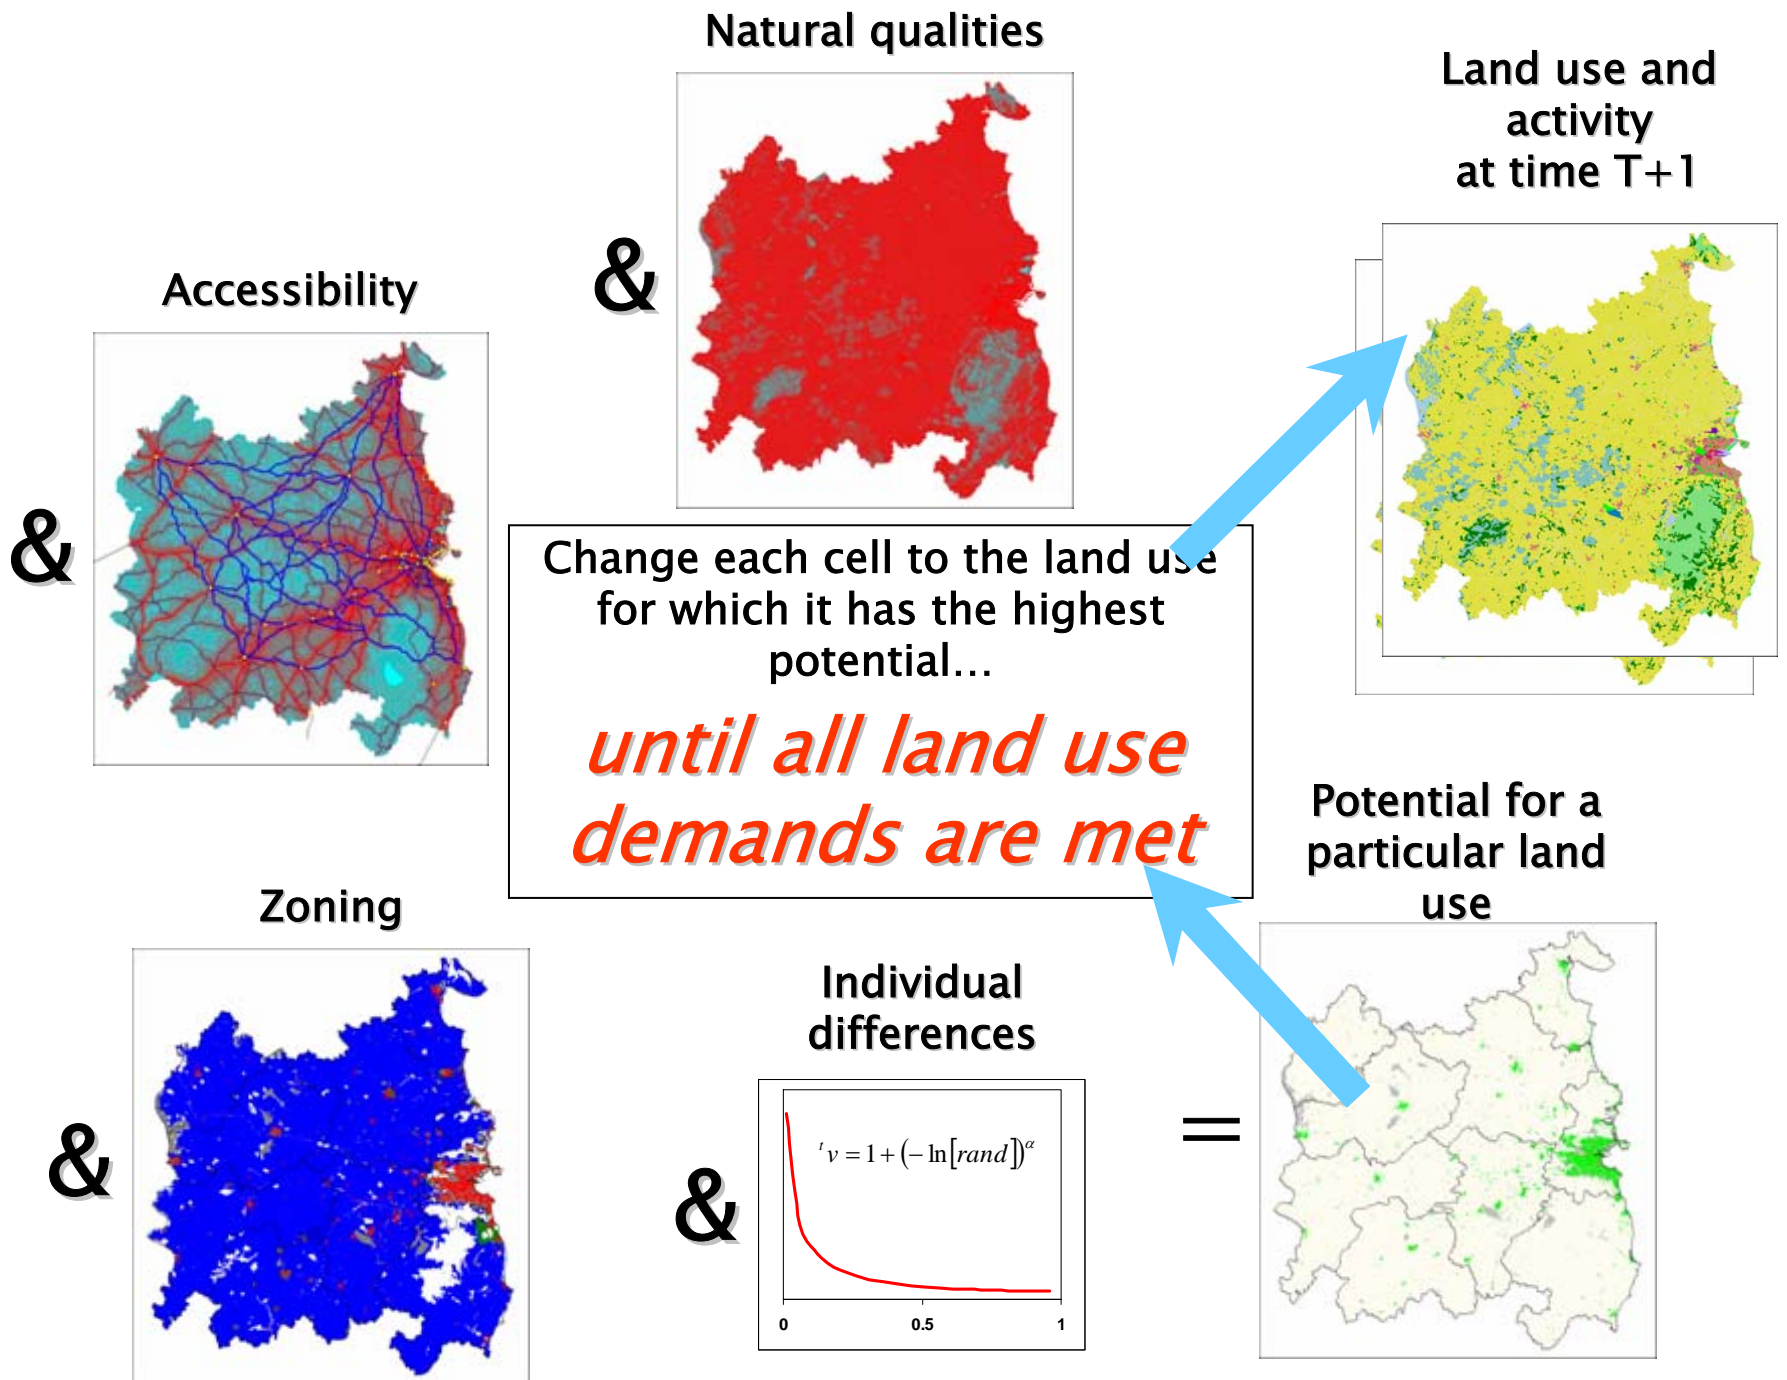 Natural qualities
Land use and
activity
at time T+1
&
Accessibility
&
Change each cell to the land use
for which it has the highest
potential…
until all land use
demands are met
Potential for a
particular land
use
Zoning
Individual
differences
&
&
ᵗv = 1 + (− ln[rand])ᵅ
=
0 0.5 1